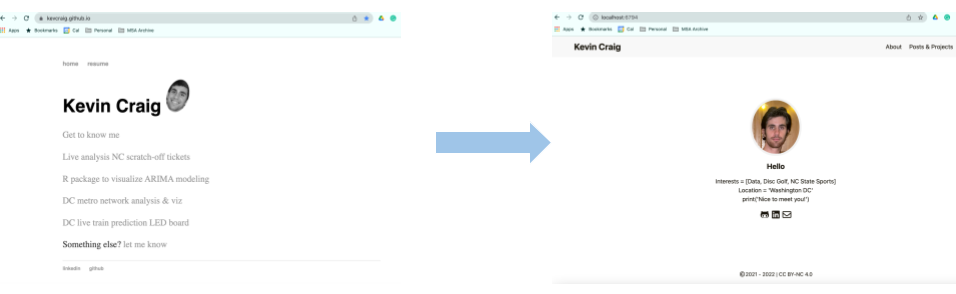 kevcraig.github.io
Apps Bookmarks Cal Personal MBA Archive
home resume
Kevin Craig
Get to know me
Live analysis NC scratch-off tickets
R package to visualize ARIMA modeling
DC metro network analysis & viz
DC live train prediction LED board
Something else? let me know
linkedin github
localhost:6794
Apps Bookmarks Cal Personal MBA Archive
Kevin Craig About Posts & Projects
Hello
Interests = [Data, Disc Golf, NC State Sports]
Location = 'Washington DC'
print('Nice to meet you!')
©2021 - 2022 | CC BY-NC 4.0